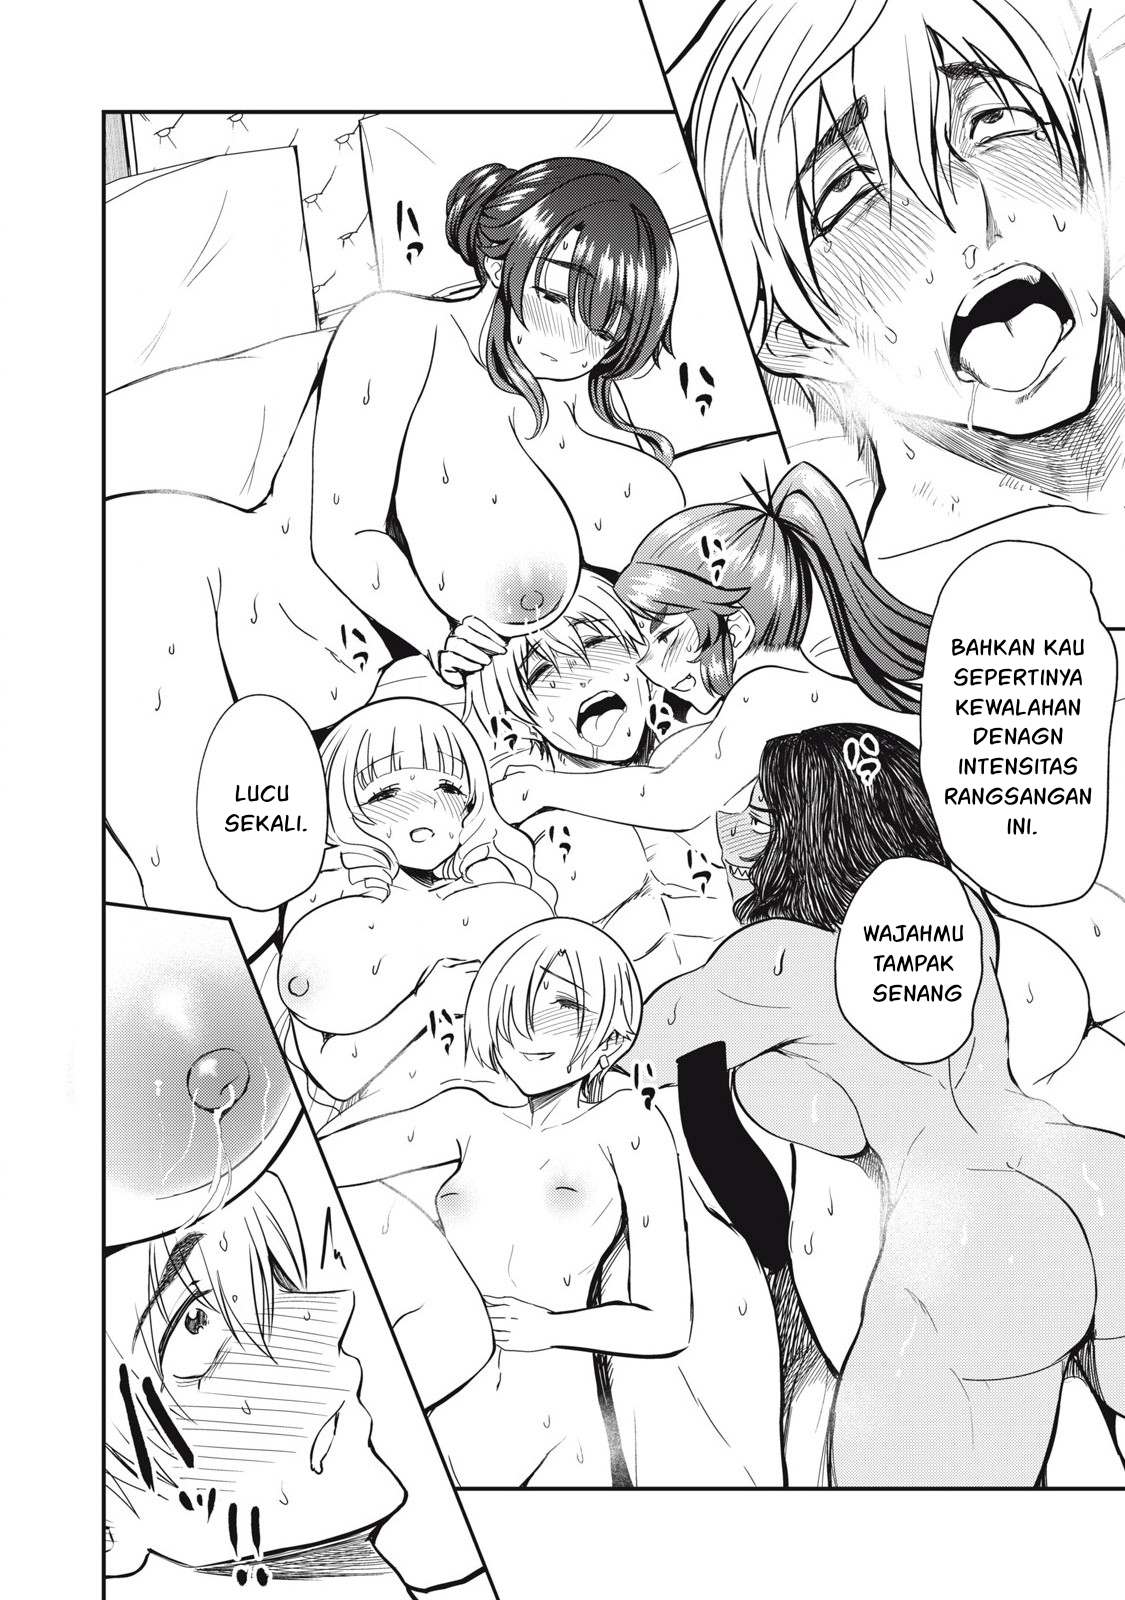 BAHKAN KAU
SEPERTINYA
KEWALAHAN
DENAGN
INTENSITAS
RANGSANGAN
INI.
LUCU
SEKALI.
WAJAHMU
TAMPAK
SENANG